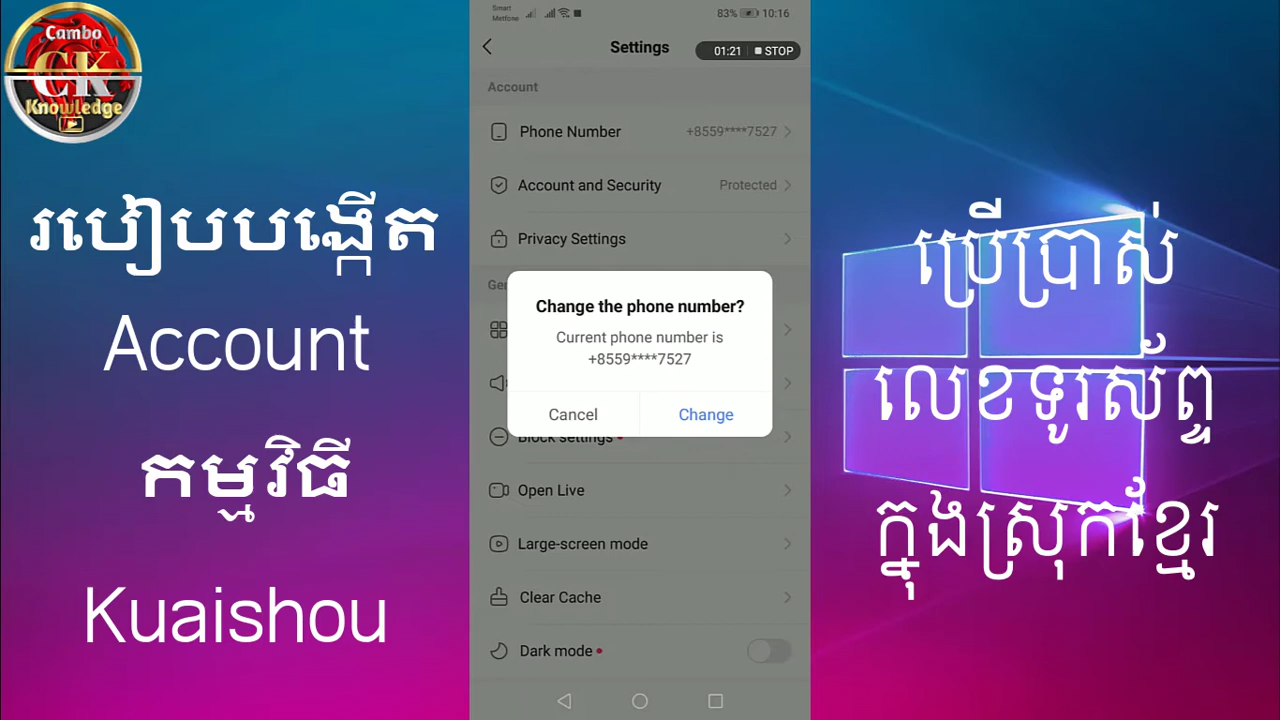 Cambo
CK
Knowledge
របៀបបង្កើត
Account
កម្មវិធី
Kuaishou
Smart
Metfone
83% 10:16
Settings
01:21 STOP
Account
Phone Number +8559****7527
Account and Security Protected
Privacy Settings
Change the phone number?
Current phone number is
+8559****7527
Cancel Change
Block settings
Open Live
Large-screen mode
Clear Cache
Dark mode
ប្រើប្រាស់
លេខទូរស័ព្ទ
ក្នុងស្រុកខ្មែរ